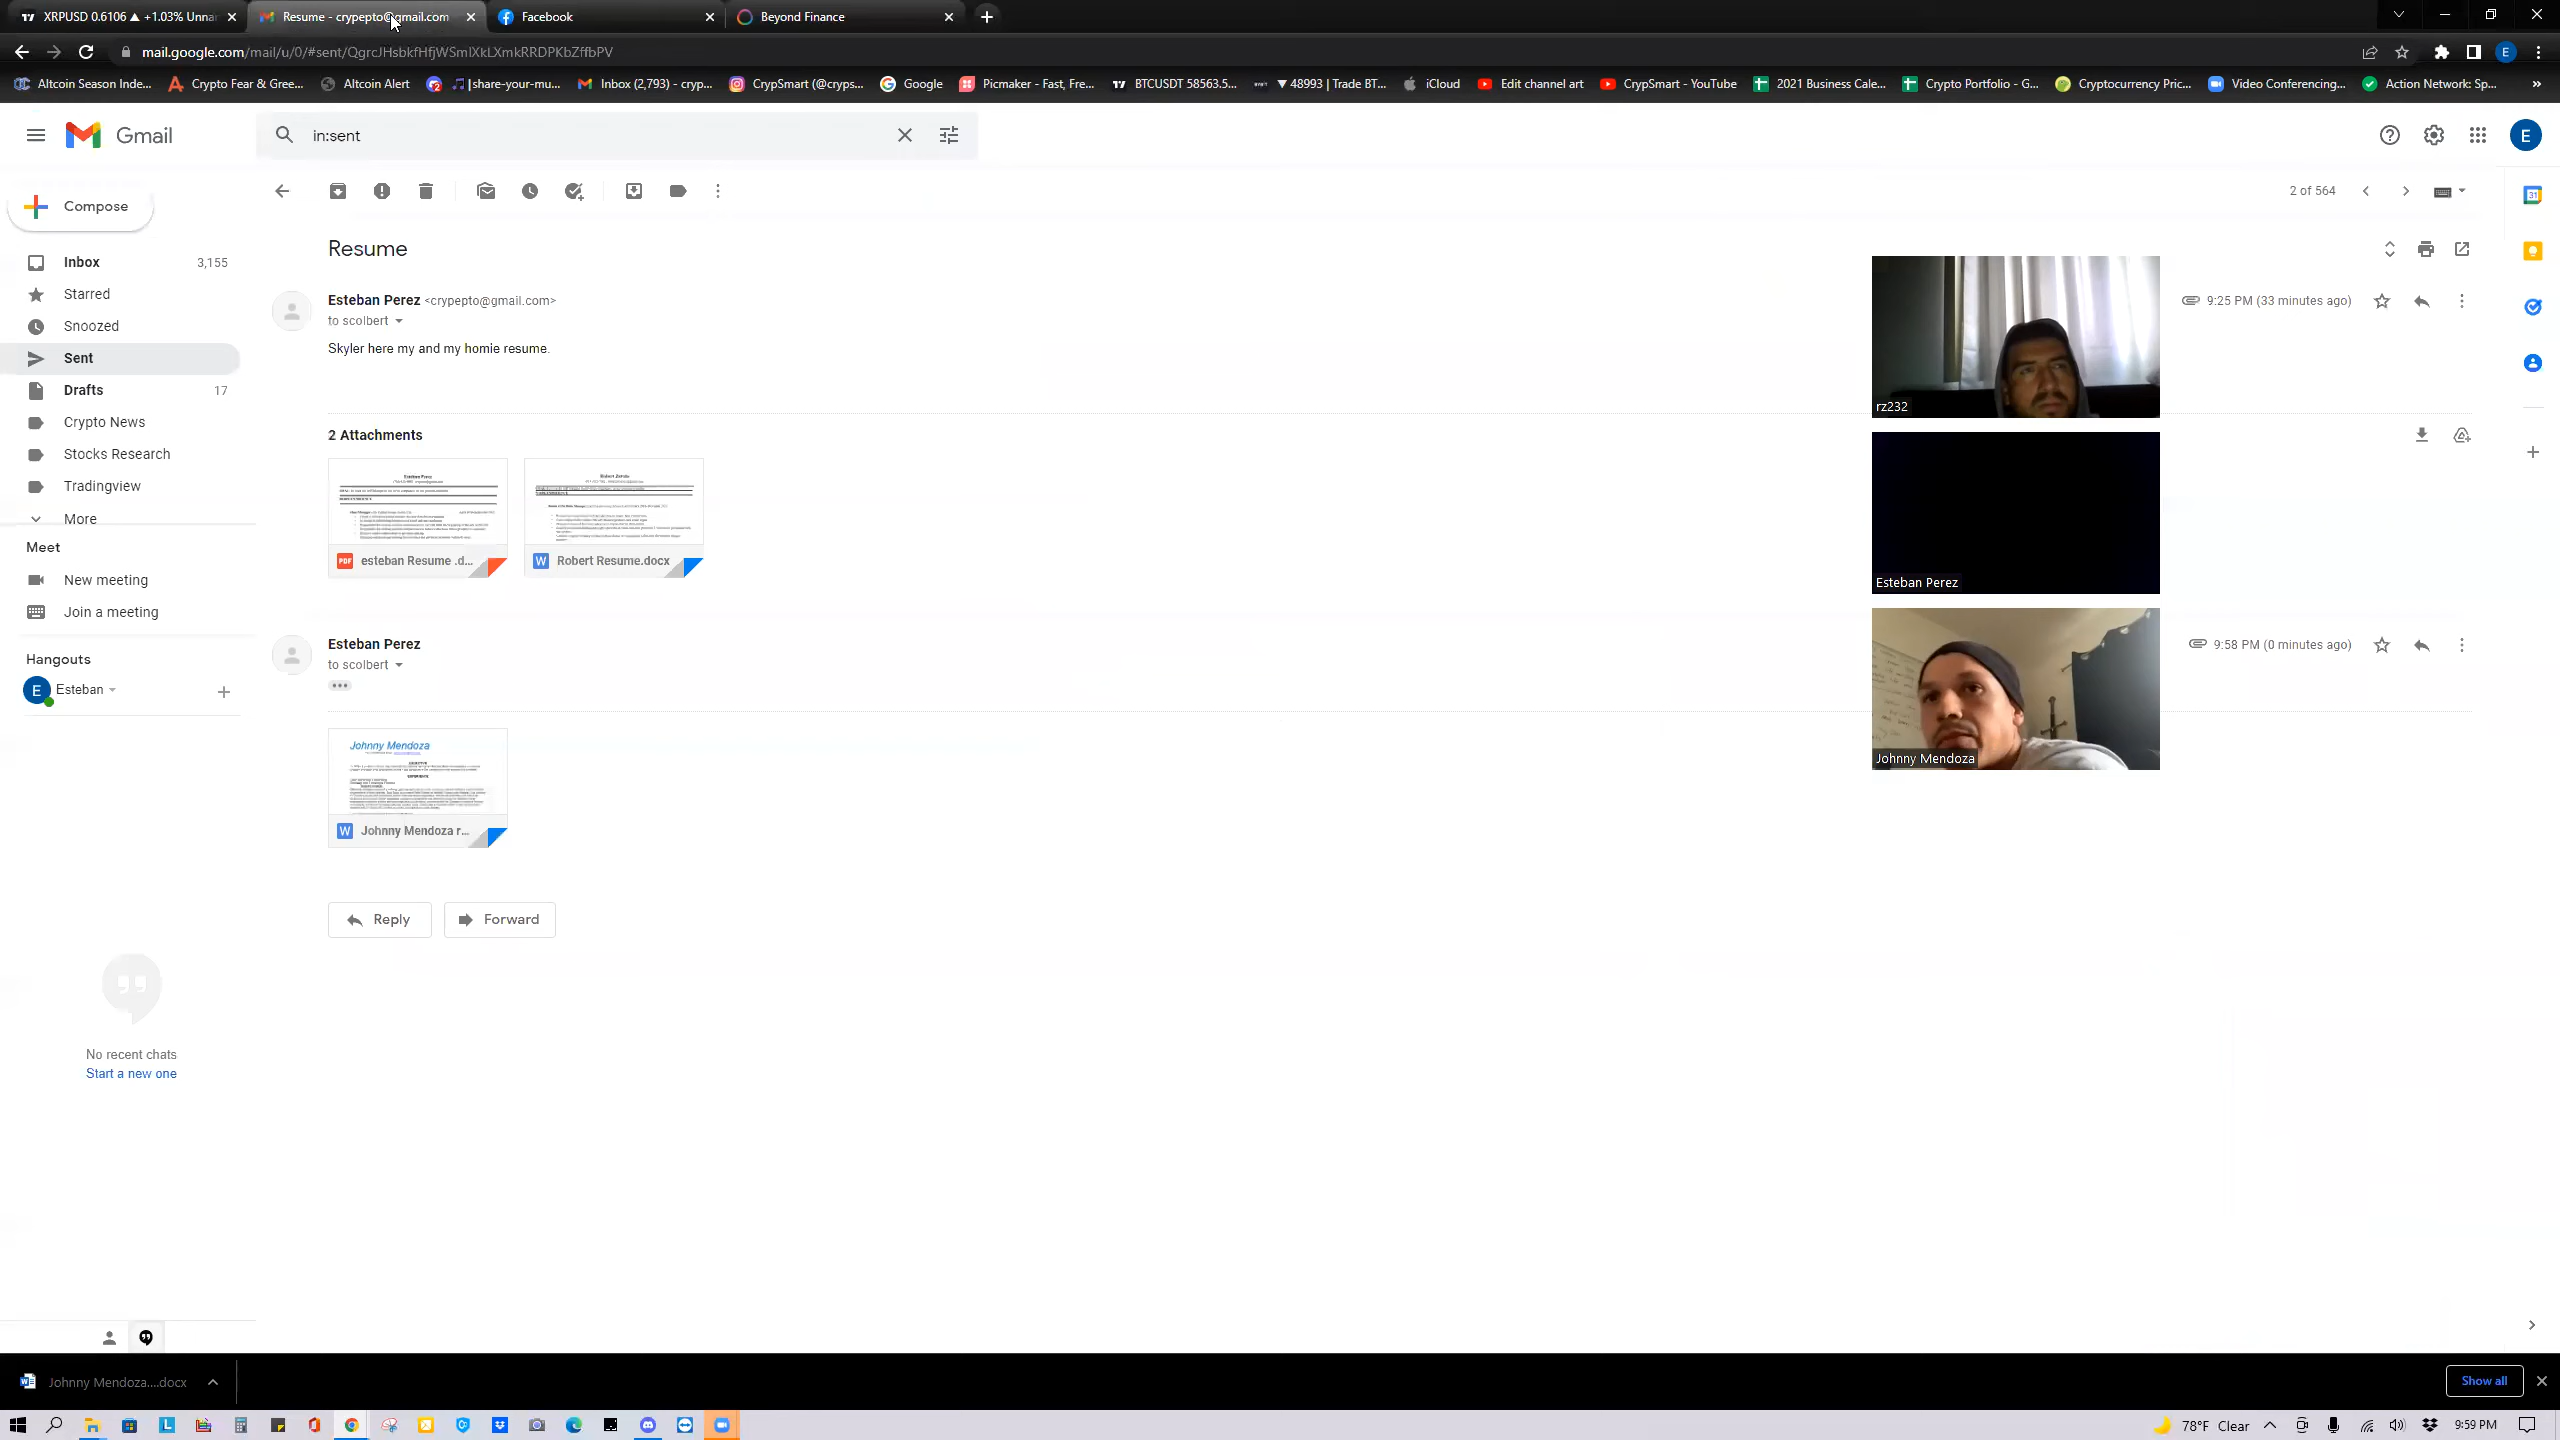 XRPUSD 0.6106 ▲ +1.03% Unna
Resume - crypepto@gmail.com
Facebook
Beyond Finance
mail.google.com/mail/u/0/#sent/QgrcJHsbkfHfjWSmlXkLXmkRRDPKbZffbPV
Altcoin Season Inde...
Crypto Fear & Gree...
Altcoin Alert
|share-your-mu...
Inbox (2,793) - cryp...
CrypSmart (@cryps...
Google
Picmaker - Fast, Fre...
BTCUSDT 58563.5...
▼ 48993 | Trade BT...
iCloud
Edit channel art
CrypSmart - YouTube
2021 Business Cale...
Crypto Portfolio - G...
Cryptocurrency Pric...
Video Conferencing...
Action Network: Sp...
Gmail
in:sent
E
Compose
2 of 564
Inbox 3,155
Starred
Snoozed
Sent
Drafts 17
Crypto News
Stocks Research
Tradingview
More
Meet
New meeting
Join a meeting
Hangouts
E Esteban
No recent chats
Start a new one
Resume
Esteban Perez <crypepto@gmail.com>
9:25 PM (33 minutes ago)
to scolbert
Skyler here my and my homie resume.
2 Attachments
Esteban Perez
esteban Resume .d...
Robert Resume.docx
Esteban Perez
9:58 PM (0 minutes ago)
to scolbert
Johnny Mendoza
EXPERIENCE
Johnny Mendoza r...
Reply
Forward
rz232
Esteban Perez
Johnny Mendoza
Johnny Mendoza....docx
Show all
78°F Clear
9:59 PM